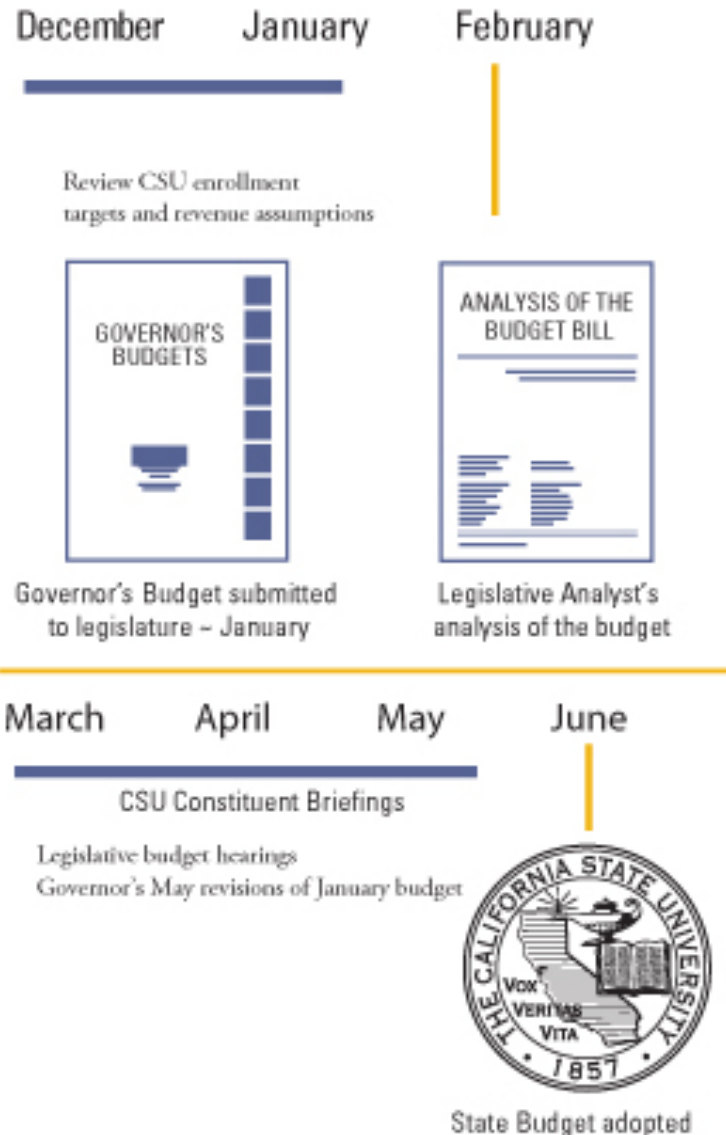 December January February
Review CSU enrollment
targets and revenue assumptions
GOVERNOR'S
BUDGETS
ANALYSIS OF THE
BUDGET BILL
Governor's Budget submitted
to legislature ~ January
Legislative Analyst's
analysis of the budget
March April May June
CSU Constituent Briefings
Legislative budget hearings
Governor's May revisions of January budget
THE CALIFORNIA STATE UNIVERSITY
VOX
VERITAS
VITA
1857
State Budget adopted